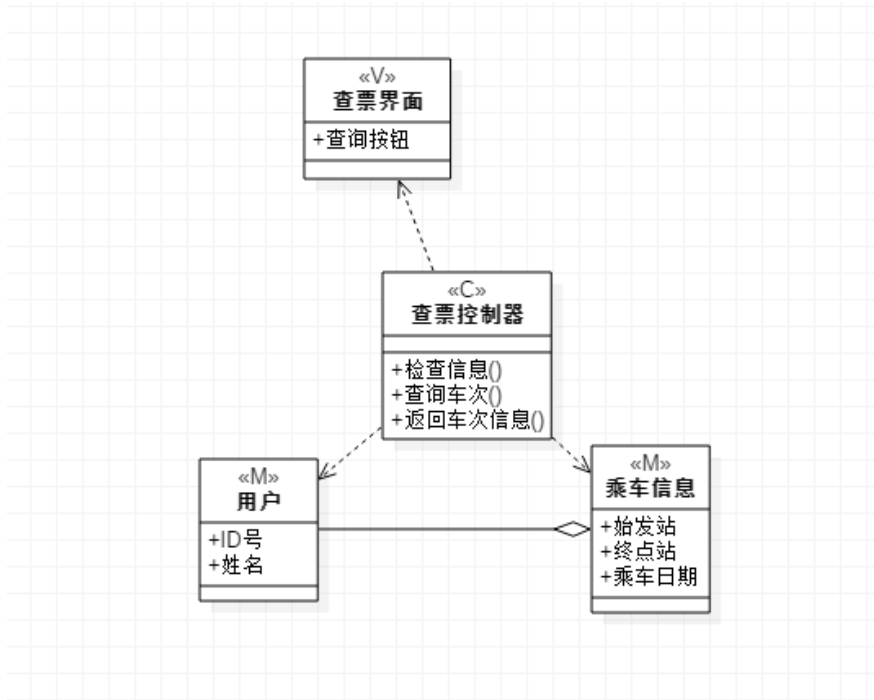 «V»
查票界面
+查询按钮
«C»
查票控制器
+检查信息()
+查询车次()
+返回车次信息()
«M»
用户
+ID号
+姓名
«M»
乘车信息
+始发站
+终点站
+乘车日期